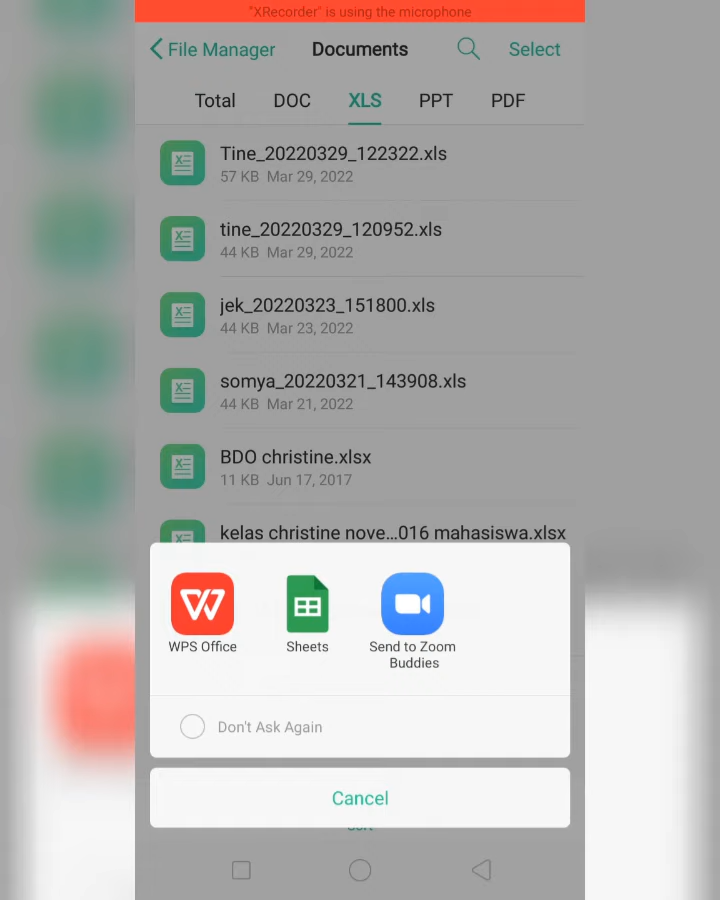 "XRecorder" is using the microphone
File Manager Documents Select
Total DOC XLS PPT PDF
Tine_20220329_122322.xls
57 KB Mar 29, 2022
tine_20220329_120952.xls
44 KB Mar 29, 2022
jek_20220323_151800.xls
44 KB Mar 23, 2022
somya_20220321_143908.xls
44 KB Mar 21, 2022
BDO christine.xlsx
11 KB Jun 17, 2017
kelas christine nove...016 mahasiswa.xlsx
WPS Office Sheets Send to Zoom
Buddies
Don't Ask Again
Cancel